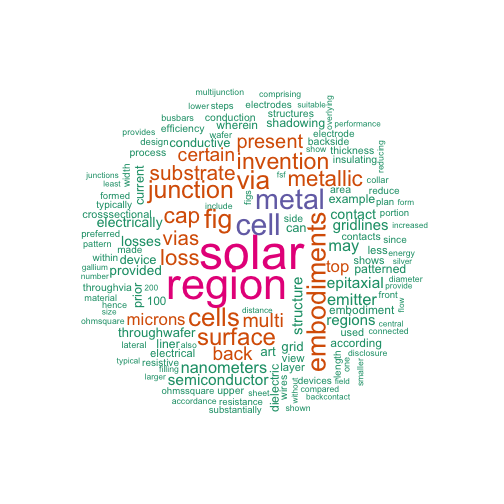 multijunction comprising
lower steps electrodes suitable
busbars conduction structures
provides wafer wherein shadowing overlying
efficiency electrode performance
design conductive present backside
process certain invention show thickness reducing
junctions width current substrate insulating
least formed junction via metallic fsf collar
typically figs area reduce
preferred electrically cap fig metal example plan form
crosssectional contact portion increased
pattern losses vias cell side gridlines since
within made device loss can may less energy
gallium provided solar embodiments top shows silver
number patterned
throughvia prior region structure epitaxial diameter
material 200 100 emitter provide
hence include distance front flow
size microns cells multi regions embodiment central
ohmsquare throughwafer surface used connected
lateral liner also back grid according
electrical art view length one disclosure
typical resistive nanometers layer smaller
larger filling semiconductor dielectric wires devices field
ohmssquare upper sheet without compared
accordance resistance backcontact
substantially shown